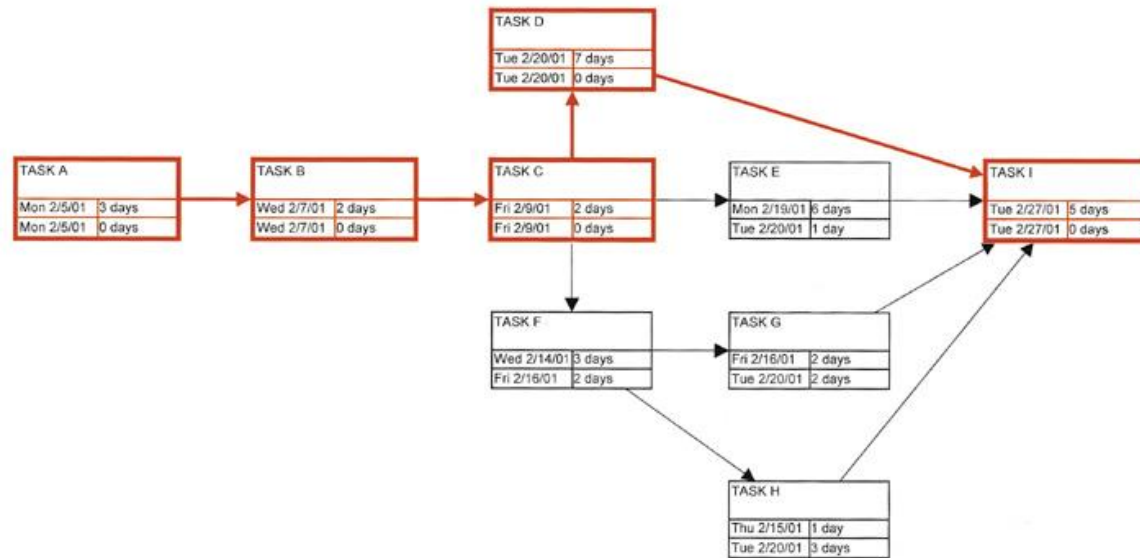 TASK D
Tue 2/20/01 7 days
Tue 2/20/01 0 days
TASK A
Mon 2/5/01 3 days
Mon 2/5/01 0 days
TASK B
Wed 2/7/01 2 days
Wed 2/7/01 0 days
TASK C
Fri 2/9/01 2 days
Fri 2/9/01 0 days
TASK E
Mon 2/19/01 6 days
Tue 2/20/01 1 day
TASK I
Tue 2/27/01 5 days
Tue 2/27/01 0 days
TASK F
Wed 2/14/01 3 days
Fri 2/16/01 2 days
TASK G
Fri 2/16/01 2 days
Tue 2/20/01 2 days
TASK H
Thu 2/15/01 1 day
Tue 2/20/01 3 days